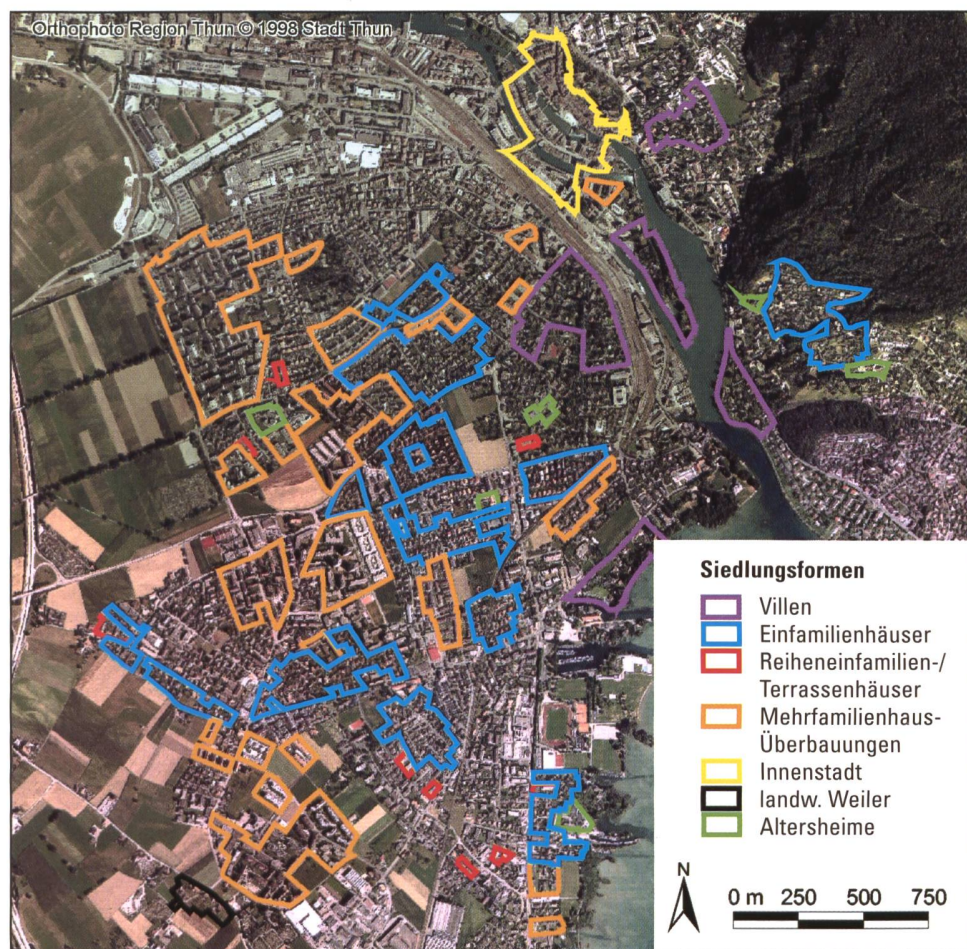 Orthophoto Region Thun © 1998 Stadt Thun
Siedlungsformen
Villen
Einfamilienhäuser
Reiheneinfamilien-/
Terrassenhäuser
Mehrfamilienhaus-
Überbauungen
Innenstadt
landw. Weiler
Altersheime
N
0 m 250 500 750